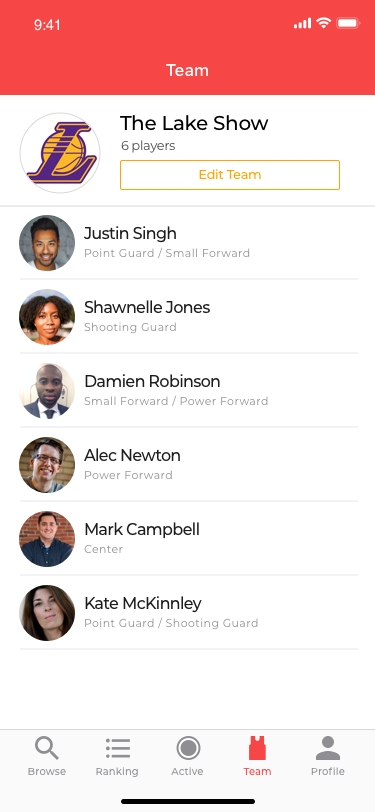 9:41
Team
The Lake Show
6 players
Edit Team
Justin Singh
Point Guard / Small Forward
Shawnelle Jones
Shooting Guard
Damien Robinson
Small Forward / Power Forward
Alec Newton
Power Forward
Mark Campbell
Center
Kate McKinnley
Point Guard / Shooting Guard
Browse Ranking Active Team Profile